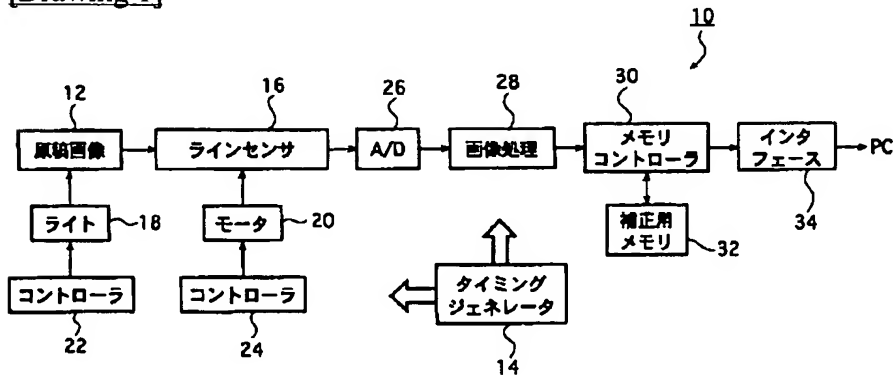 10
12
16
26
28
30
原稿画像
ラインセンサ
A/D
画像処理
メモリ
コントローラ
インタ
フェース
PC
34
ライト
18
モータ
20
補正用
メモリ
32
コントローラ
22
コントローラ
24
タイミング
ジェネレータ
14